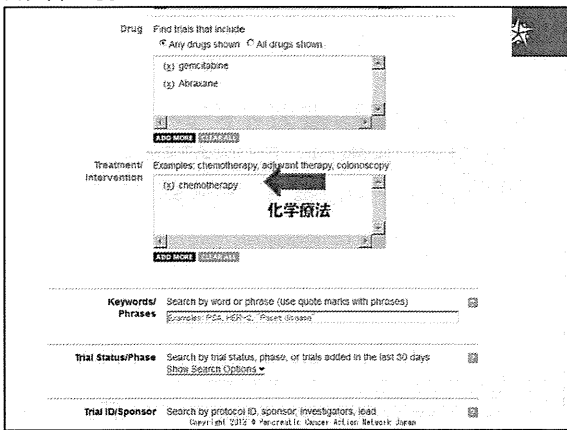 Drug Find trials that include
Any drugs shown All drugs shown
(x) gemcitabine
(x) Abraxane
ADD MORE CLEAR ALL
Treatment/ Examples: chemotherapy, adjuvant therapy, colonoscopy
Intervention
(x) chemotherapy
化学療法
ADD MORE CLEAR ALL
Keywords/ Search by word or phrase (use quote marks with phrases)
Phrases Examples: PSA, HER-2, "Paget disease"
Trial Status/Phase Search by trial status, phase, or trials added in the last 30 days
Show Search Options
Trial ID/Sponsor Search by protocol ID, sponsor, investigators, lead
Copyright 2012 © Pancreatic Cancer Action Network Japan